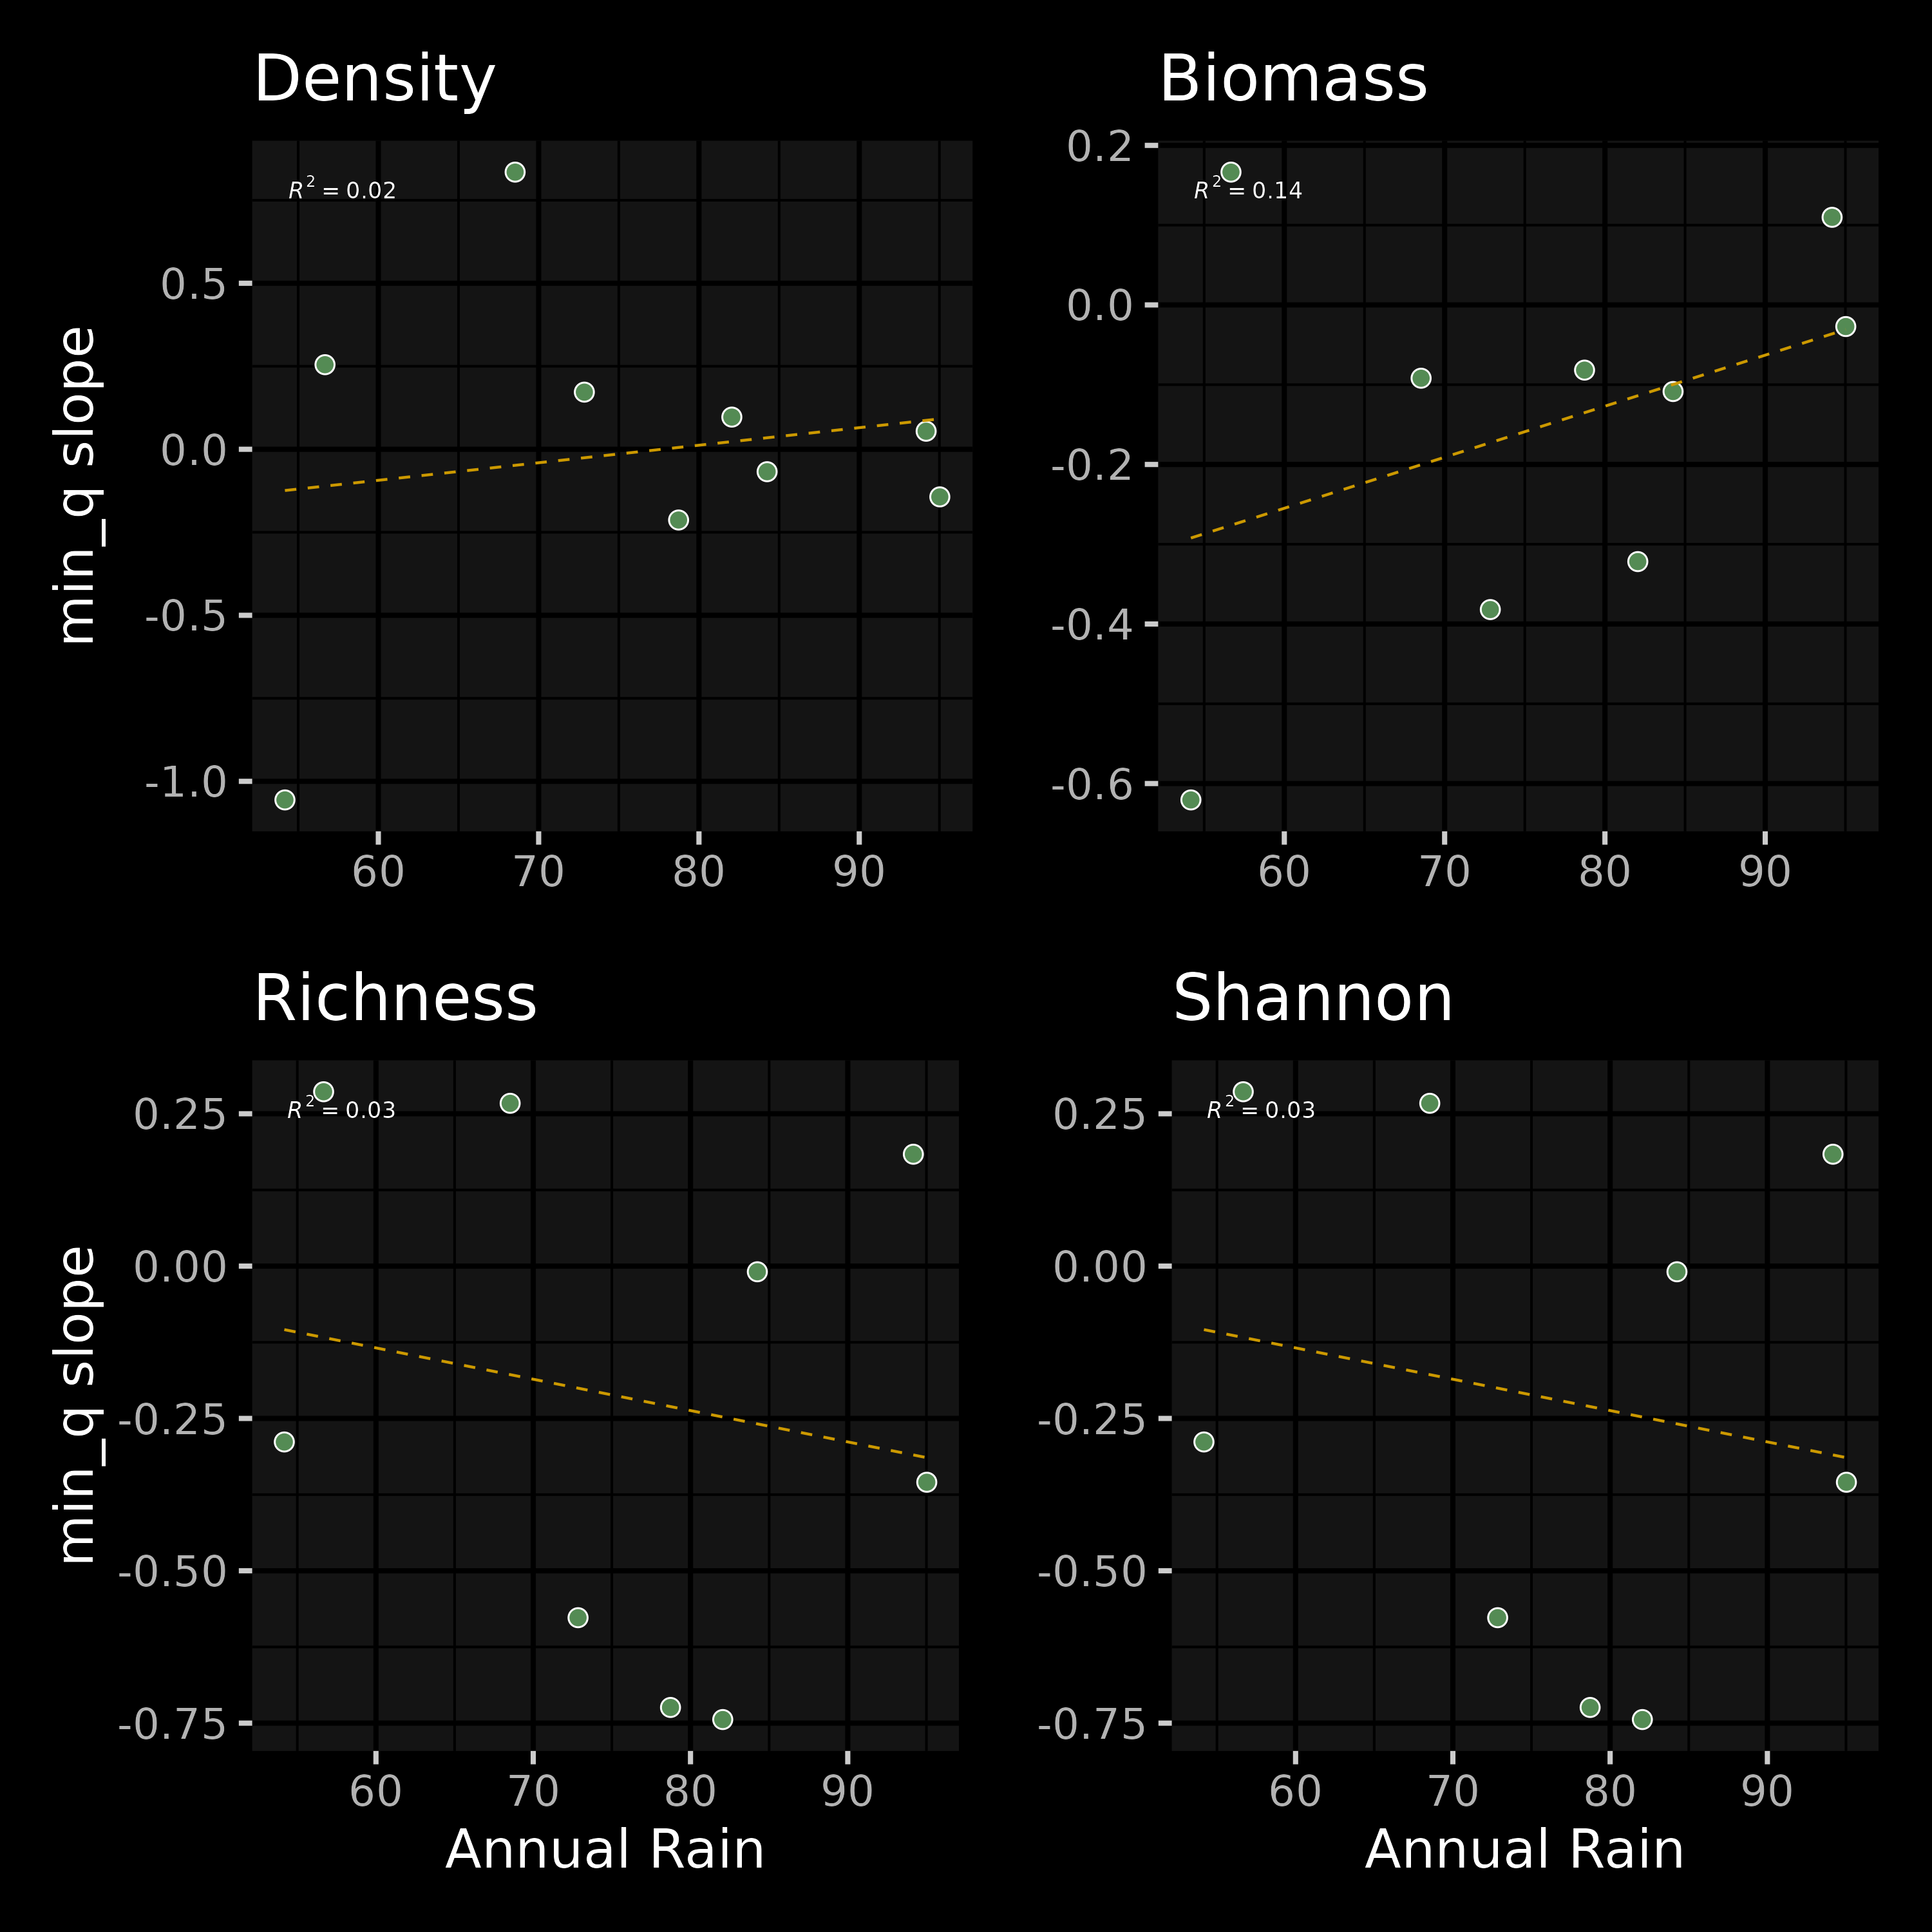 Density
R² = 0.02
min_q slope
0.5
0.0
-0.5
-1.0
60 70 80 90
Biomass
R² = 0.14
0.2
0.0
-0.2
-0.4
-0.6
60 70 80 90
Richness
R² = 0.03
min_q slope
0.25
0.00
-0.25
-0.50
-0.75
60 70 80 90
Annual Rain
Shannon
R² = 0.03
0.25
0.00
-0.25
-0.50
-0.75
60 70 80 90
Annual Rain